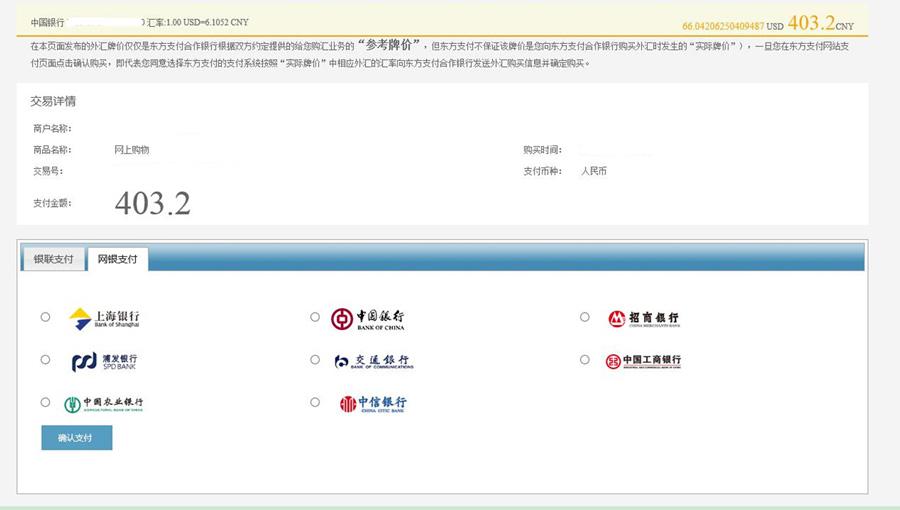 中国银行 0 汇率:1.00 USD=6.1052 CNY
66.04206250409487 USD 403.2CNY
在本页面发布的外汇牌价仅仅是东方支付合作银行根据双方约定提供的给您购汇业务的“参考牌价”，但东方支付不保证该牌价是您向东方支付合作银行购买外汇时发生的“实际牌价”），一旦您在东方支付网站支
付页面点击确认购买，即代表您同意选择东方支付的支付系统按照“实际牌价”中相应外汇的汇率向东方支付合作银行发送外汇购买信息并确定购买。
交易详情
商户名称：
商品名称： 网上购物 购买时间：
交易号： 支付币种： 人民币
支付金额： 403.2
银联支付 网银支付
上海银行 Bank of Shanghai
中国银行 BANK OF CHINA
招商银行 CHINA MERCHANTS BANK
浦发银行 SPD BANK
交通银行 BANK OF COMMUNICATIONS
中国工商银行 INDUSTRIAL AND COMMERCIAL BANK OF CHINA
中国农业银行 AGRICULTURAL BANK OF CHINA
中信银行 CHINA CITIC BANK
确认支付